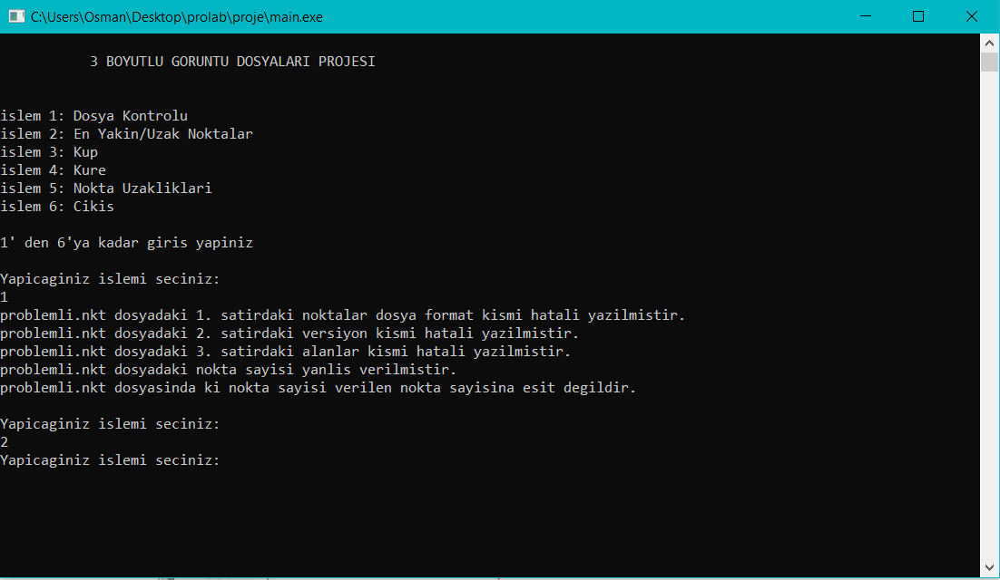 C:\Users\Osman\Desktop\prolab\proje\main.exe
3 BOYUTLU GORUNTU DOSYALARI PROJESI
islem 1: Dosya Kontrolu
islem 2: En Yakin/Uzak Noktalar
islem 3: Kup
islem 4: Kure
islem 5: Nokta Uzakliklari
islem 6: Cikis
1' den 6'ya kadar giris yapiniz
Yapicaginiz islemi seciniz:
1
problemli.nkt dosyadaki 1. satirdaki noktalar dosya format kismi hatali yazilmistir.
problemli.nkt dosyadaki 2. satirdaki versiyon kismi hatali yazilmistir.
problemli.nkt dosyadaki 3. satirdaki alanlar kismi hatali yazilmistir.
problemli.nkt dosyadaki nokta sayisi yanlis verilmistir.
problemli.nkt dosyasinda ki nokta sayisi verilen nokta sayisina esit degildir.
Yapicaginiz islemi seciniz:
2
Yapicaginiz islemi seciniz: